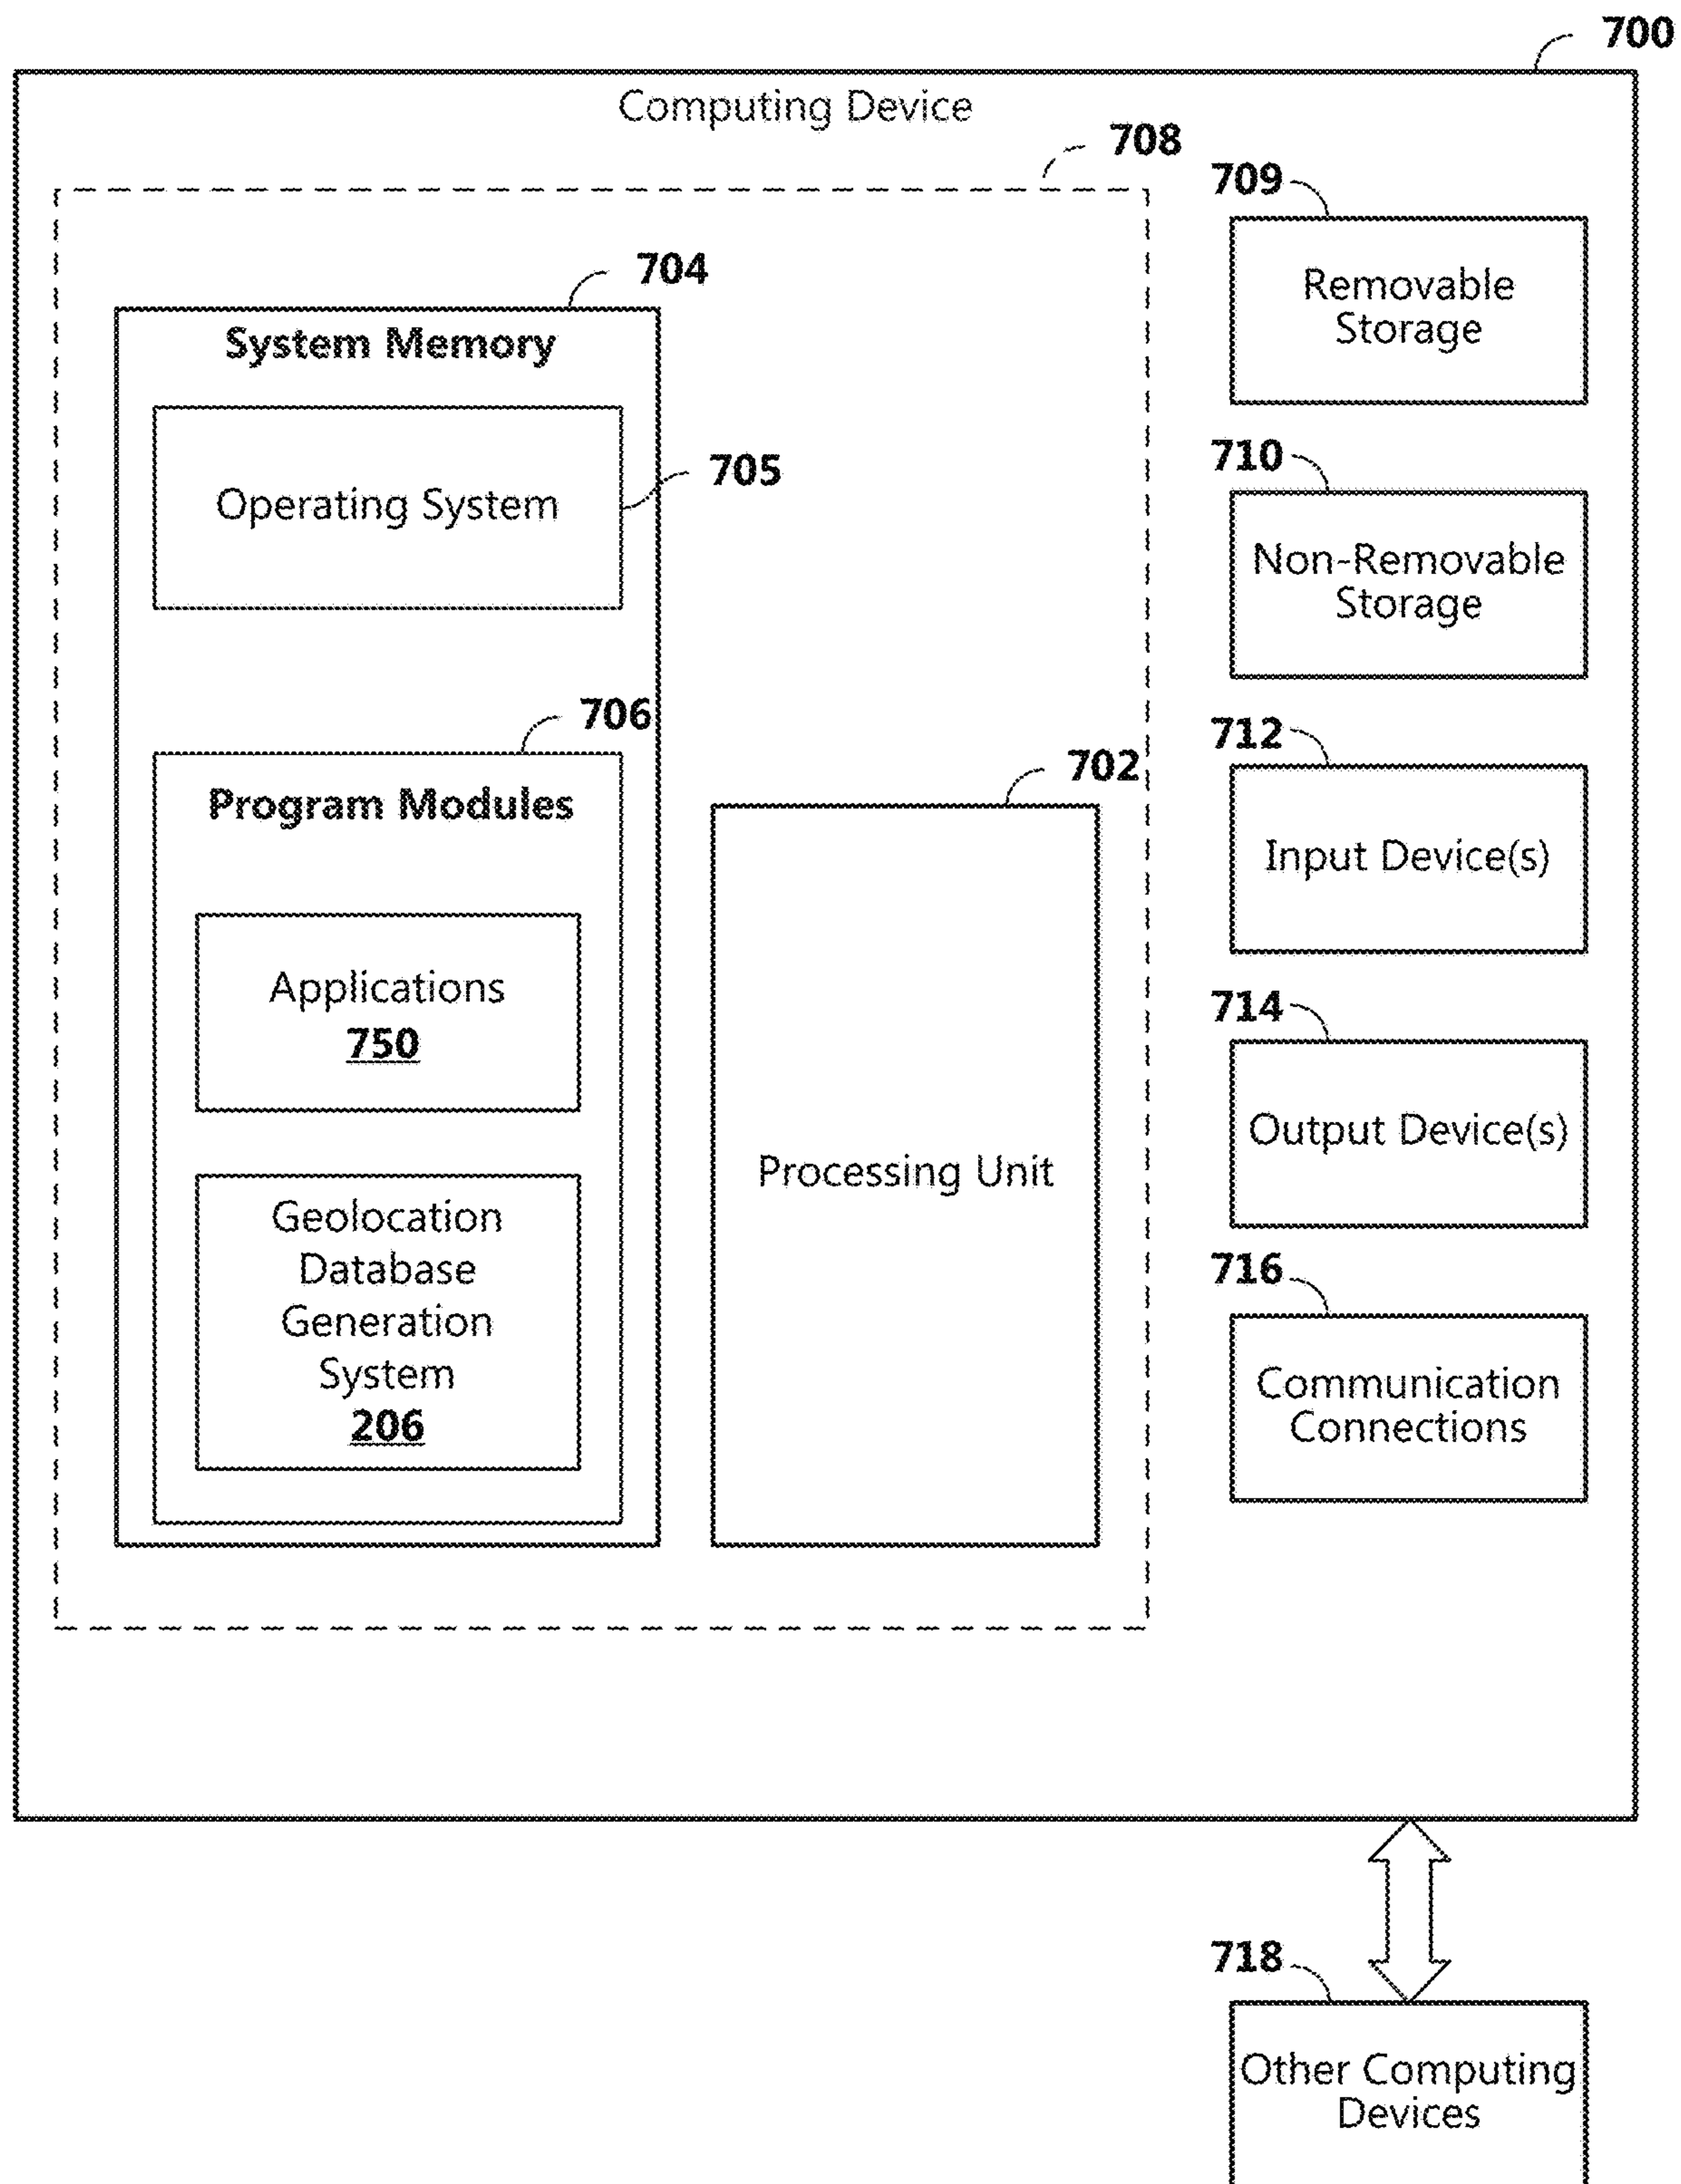 700
Computing Device
708
709
Removable
Storage
704
System Memory
Operating System
705
710
Non-Removable
Storage
706
Program Modules
702
712
Input Device(s)
Applications
750
Processing Unit
714
Output Device(s)
Geolocation
Database
Generation
System
206
716
Communication
Connections
718
Other Computing
Devices